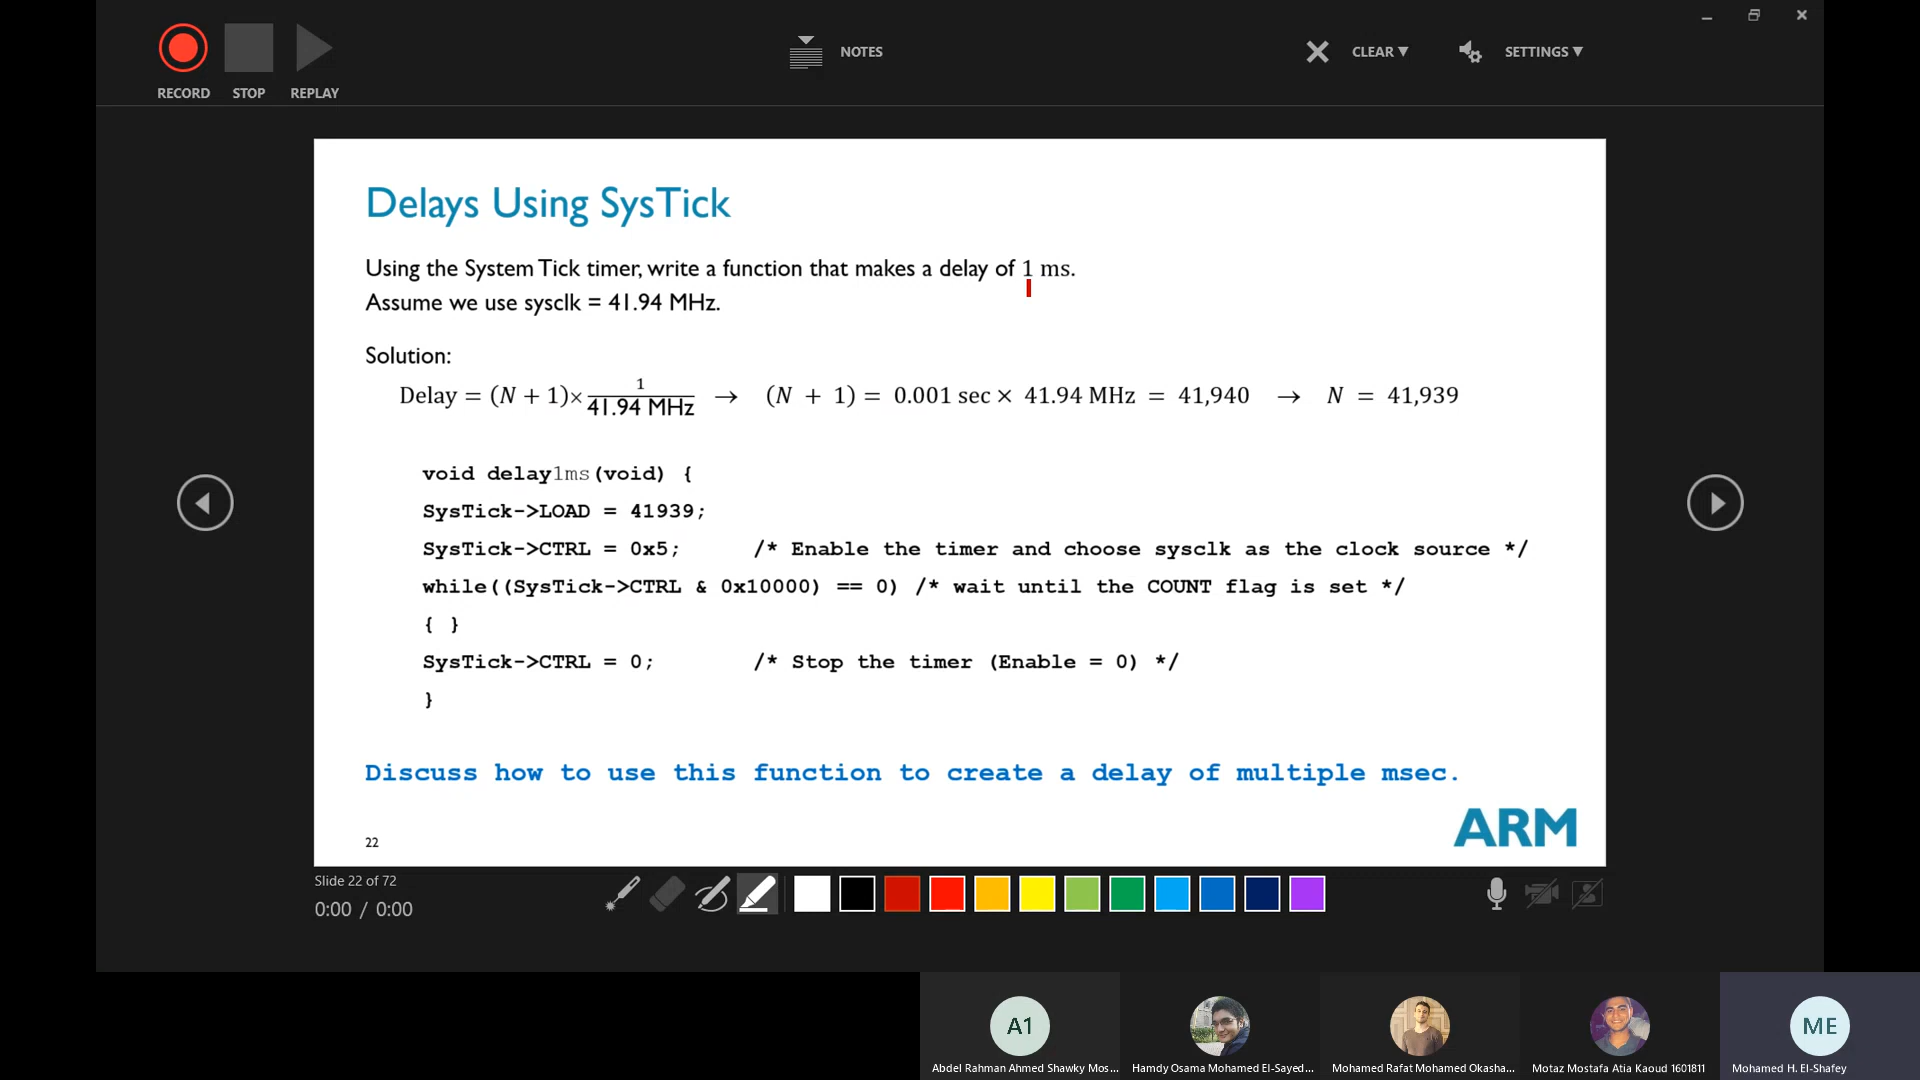 RECORD STOP REPLAY
NOTES
CLEAR ▼
SETTINGS ▼
Delays Using SysTick
Using the System Tick timer, write a function that makes a delay of 1 ms.
Assume we use sysclk = 41.94 MHz.
Solution:
Delay = (N + 1)× 1/41.94 MHz → (N + 1) = 0.001 sec × 41.94 MHz = 41,940 → N = 41,939
void delay1ms(void) {
SysTick->LOAD = 41939;
SysTick->CTRL = 0x5; /* Enable the timer and choose sysclk as the clock source */
while((SysTick->CTRL & 0x10000) == 0) /* wait until the COUNT flag is set */
{ }
SysTick->CTRL = 0; /* Stop the timer (Enable = 0) */
}
Discuss how to use this function to create a delay of multiple msec.
ARM
22
Slide 22 of 72
0:00 / 0:00
A1
ME
Abdel Rahman Ahmed Shawky Mos...
Hamdy Osama Mohamed El-Sayed...
Mohamed Rafat Mohamed Okasha...
Motaz Mostafa Atia Kaoud 1601811
Mohamed H. El-Shafey